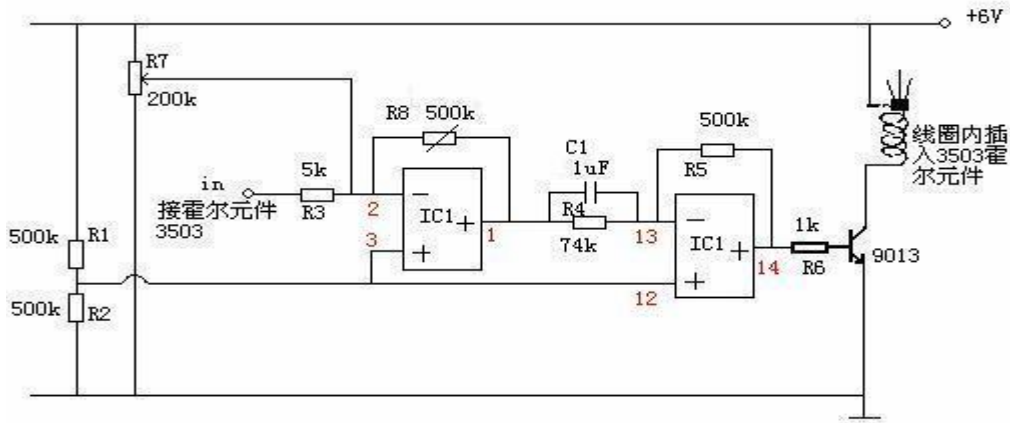 +6V
R7
200k
R8 500k
500k
R5
C1
1uF
R4
74k
5k
R3
in
接霍尔元件
3503
2
3
IC1
1
13
12
IC1
14
1k
R6
9013
线圈内插
入3503霍
尔元件
500k
R1
500k
R2